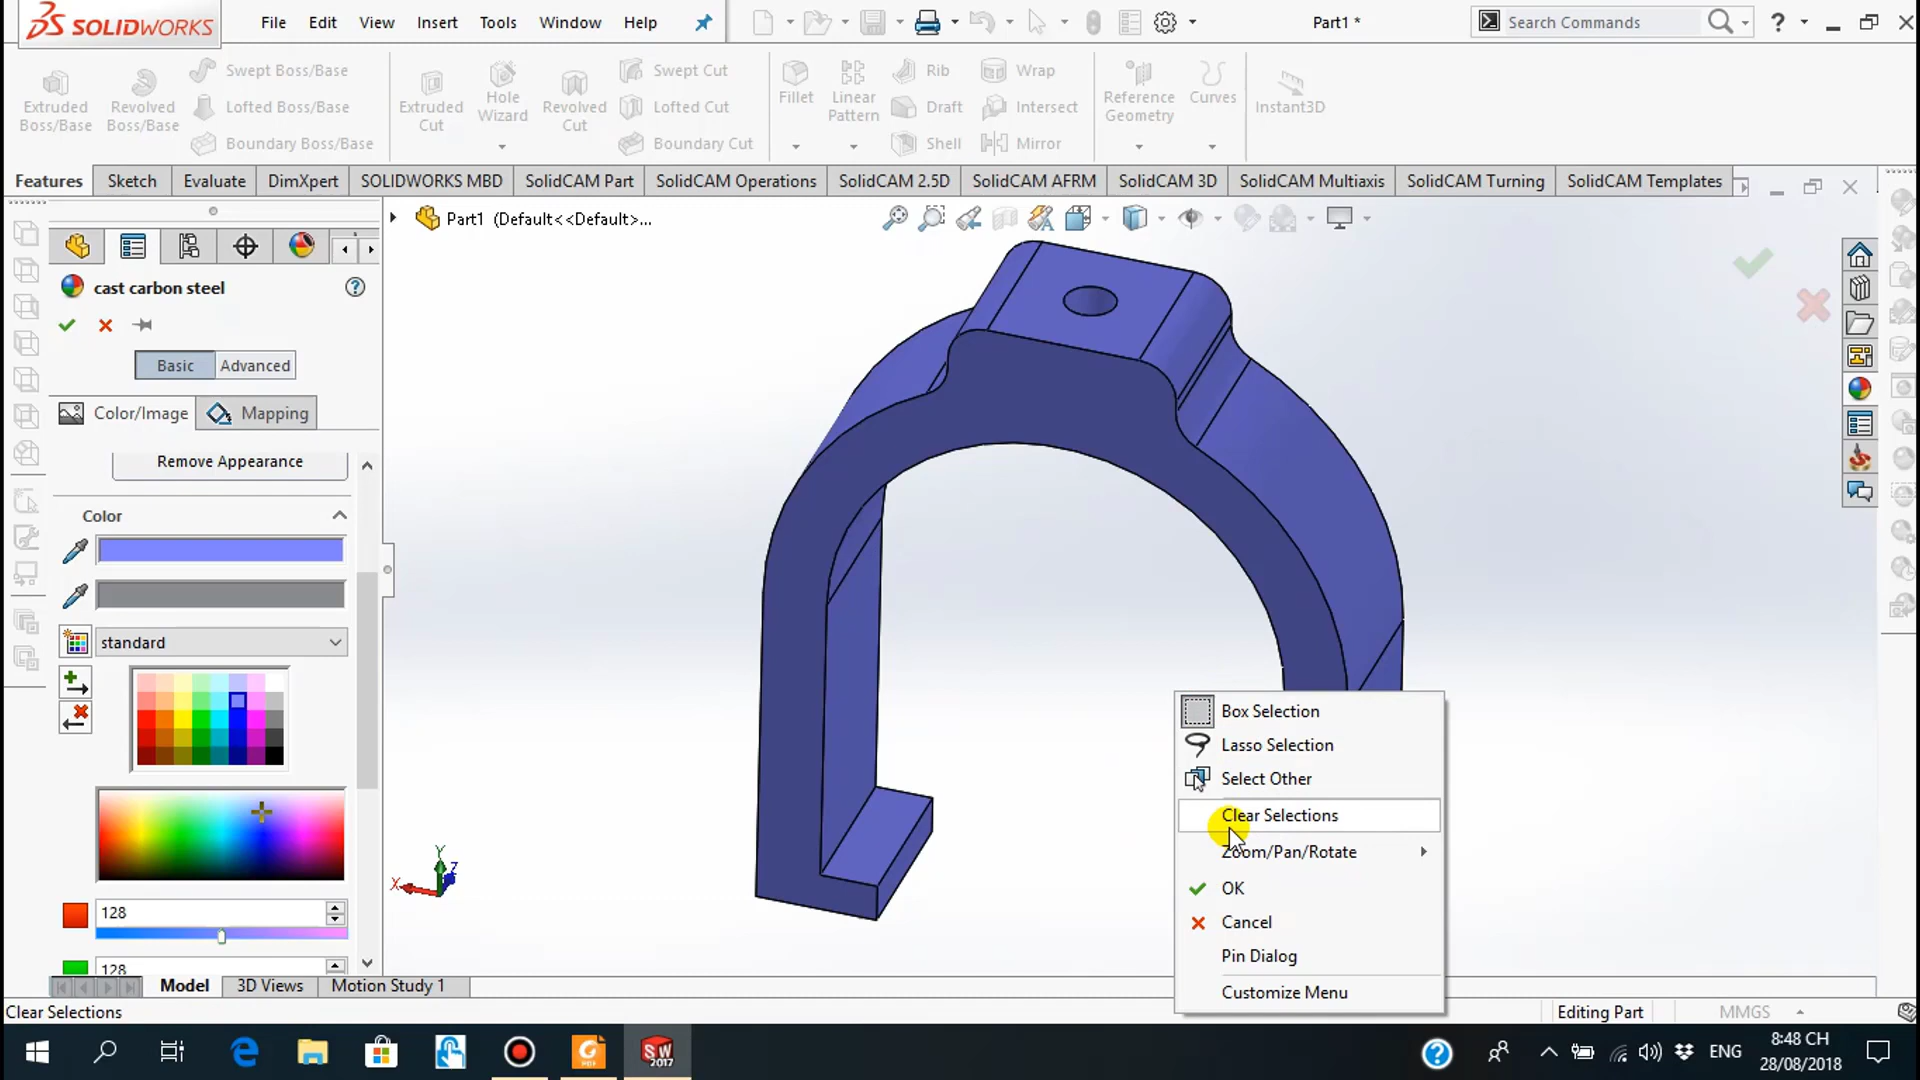 SOLIDWORKS File Edit View Insert Tools Window Help Part1 * Search Commands ?
Extruded Boss/Base Revolved Boss/Base Swept Boss/Base Lofted Boss/Base Boundary Boss/Base
Extruded Cut Hole Wizard Revolved Cut Swept Cut Lofted Cut Boundary Cut
Fillet Linear Pattern Rib Draft Shell Wrap Intersect Mirror
Reference Geometry Curves Instant3D
Features Sketch Evaluate DimXpert SOLIDWORKS MBD SolidCAM Part SolidCAM Operations SolidCAM 2.5D SolidCAM AFRM SolidCAM 3D SolidCAM Multiaxis SolidCAM Turning SolidCAM Templates
Part1 (Default<<Default>...
cast carbon steel
Basic Advanced
Color/Image Mapping
Remove Appearance
Color
standard
128
128
Y
Z
X
Box Selection
Lasso Selection
Select Other
Clear Selections
Zoom/Pan/Rotate
OK
Cancel
Pin Dialog
Customize Menu
Model 3D Views Motion Study 1
Clear Selections Editing Part MMGS
SW 2017 ENG 8:48 CH
28/08/2018